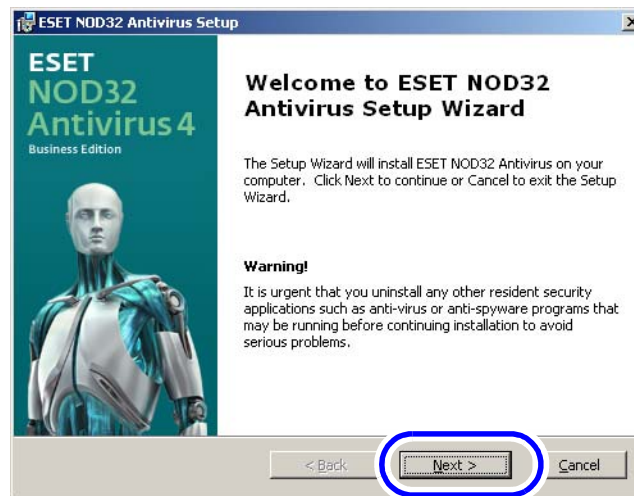 ESET NOD32 Antivirus Setup
ESET
NOD32
Antivirus 4
Business Edition
Welcome to ESET NOD32
Antivirus Setup Wizard
The Setup Wizard will install ESET NOD32 Antivirus on your
computer. Click Next to continue or Cancel to exit the Setup
Wizard.
Warning!
It is urgent that you uninstall any other resident security
applications such as anti-virus or anti-spyware programs that
may be running before continuing installation to avoid
serious problems.
< Back
Next >
Cancel